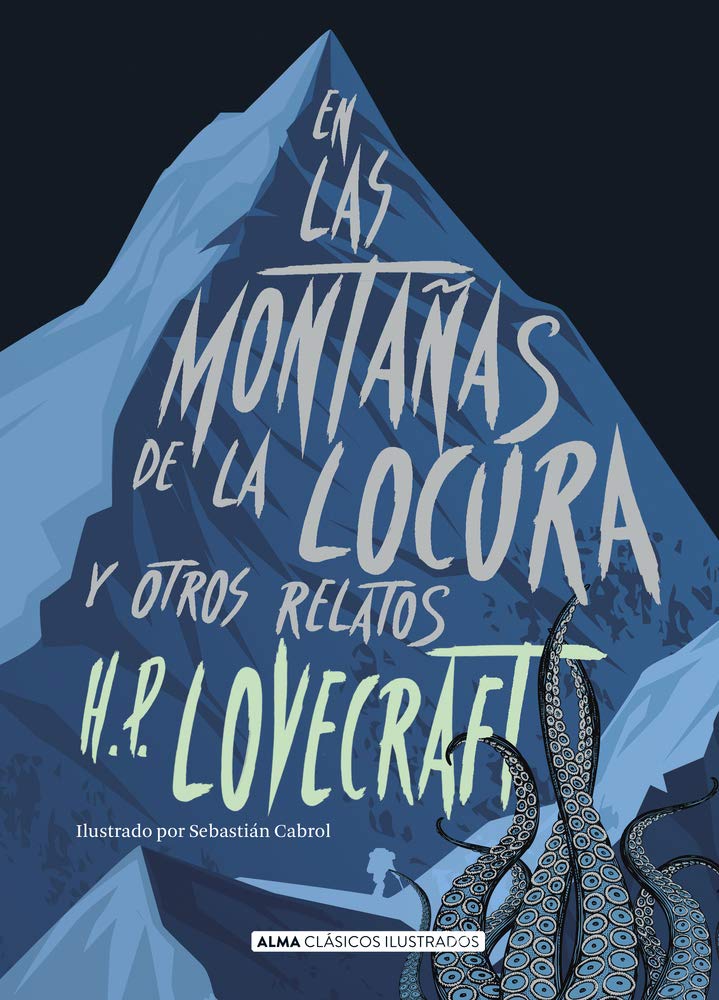 EN
LAS
MONTAÑAS
DE LA LOCURA
Y OTROS RELATOS
H.P. LOVECRAFT
Ilustrado por Sebastián Cabrol
ALMA CLÁSICOS ILUSTRADOS